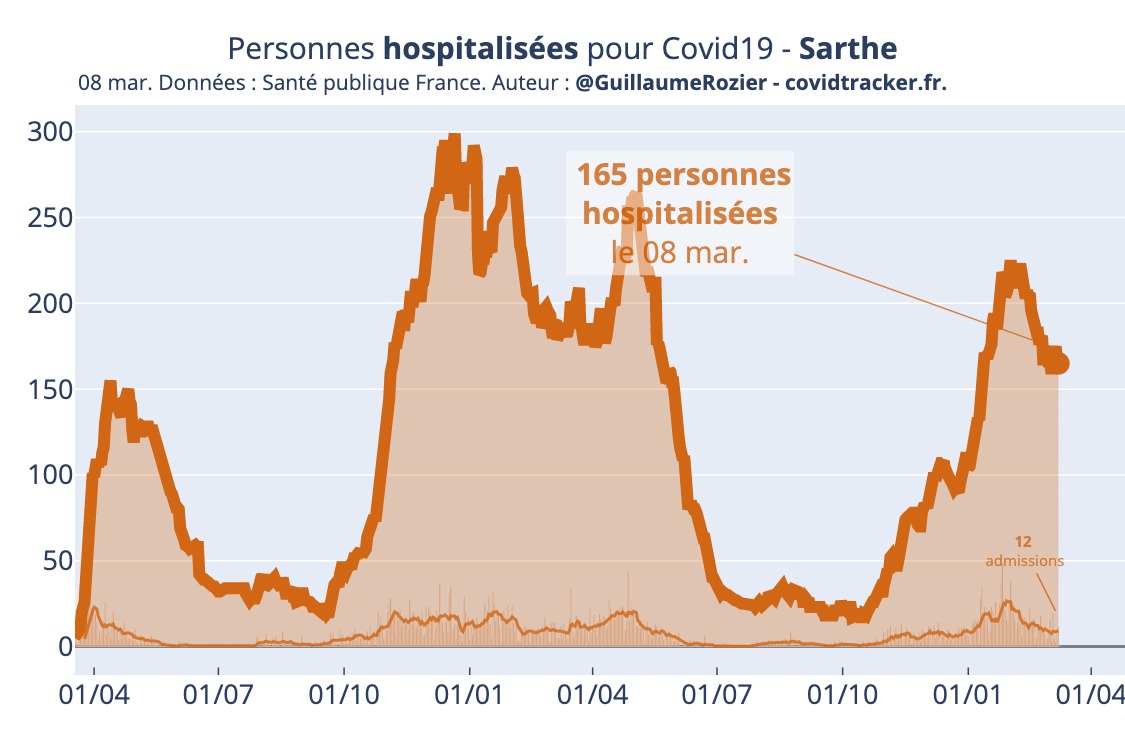 Personnes hospitalisées pour Covid19 - Sarthe
08 mar. Données : Santé publique France. Auteur : @GuillaumeRozier - covidtracker.fr.
300
250
200
150
100
50
0
165 personnes
hospitalisées
le 08 mar.
12
admissions
01/04 01/07 01/10 01/01 01/04 01/07 01/10 01/01 01/04